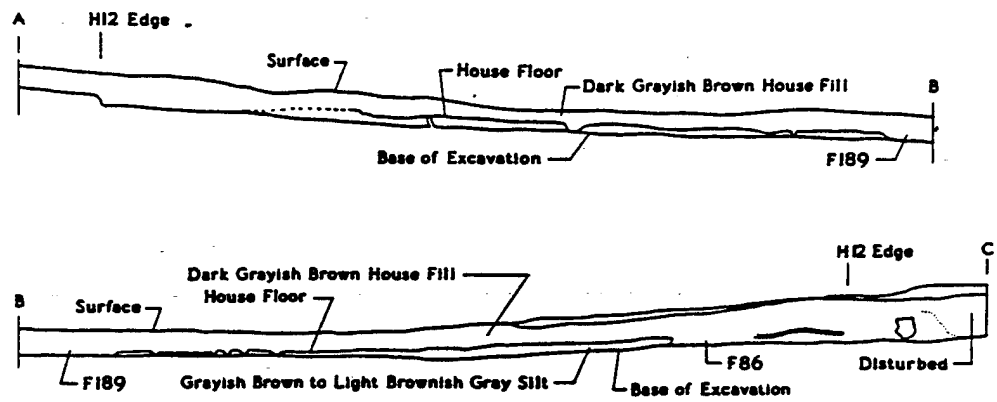 A
H12 Edge
Surface
House Floor
Dark Grayish Brown House Fill
B
Base of Excavation
F189
H12 Edge
C
Dark Grayish Brown House Fill
B
House Floor
Surface
F189
F86
Disturbed
Grayish Brown to Light Brownish Gray Silt
Base of Excavation